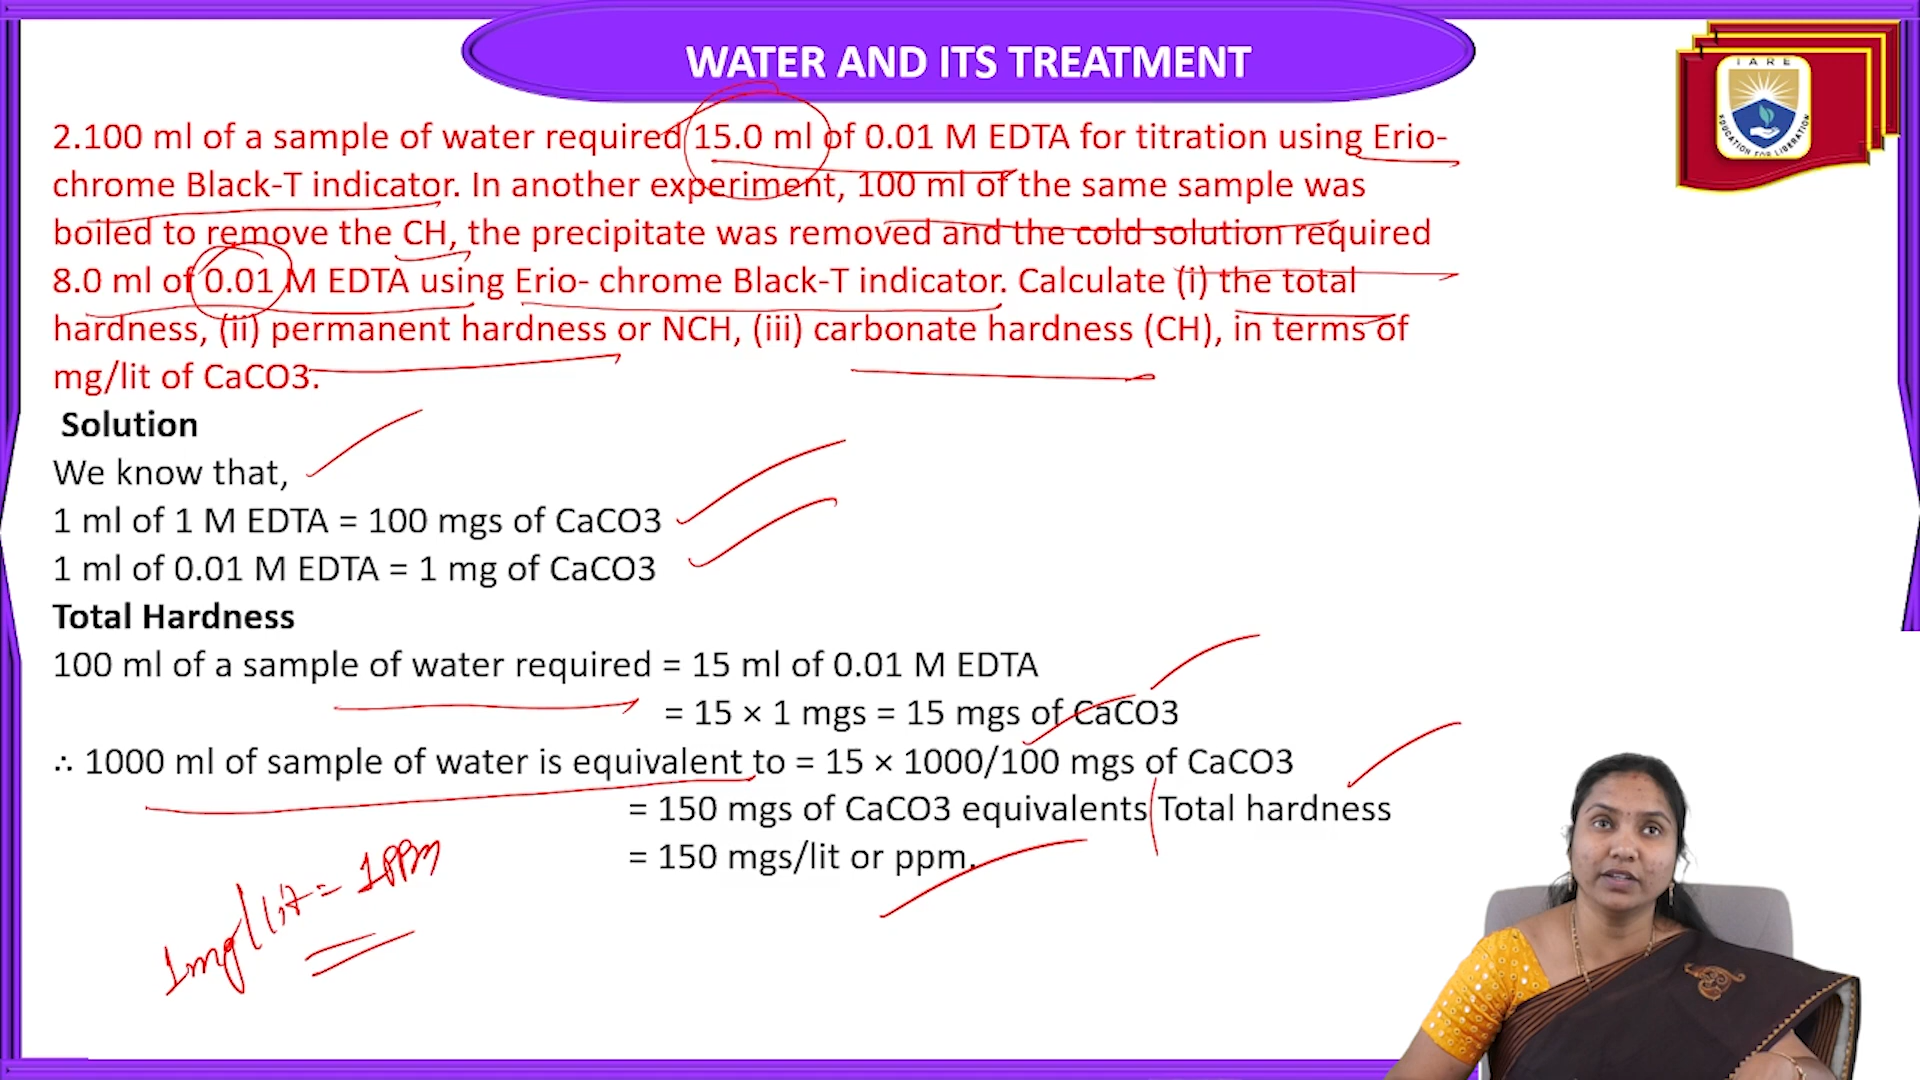 WATER AND ITS TREATMENT
IARE
EDUCATION FOR LIBERATION
2.100 ml of a sample of water required 15.0 ml of 0.01 M EDTA for titration using Erio-
chrome Black-T indicator. In another experiment, 100 ml of the same sample was
boiled to remove the CH, the precipitate was removed and the cold solution required
8.0 ml of 0.01 M EDTA using Erio- chrome Black-T indicator. Calculate (i) the total
hardness, (ii) permanent hardness or NCH, (iii) carbonate hardness (CH), in terms of
mg/lit of CaCO3.
Solution
We know that,
1 ml of 1 M EDTA = 100 mgs of CaCO3
1 ml of 0.01 M EDTA = 1 mg of CaCO3
Total Hardness
100 ml of a sample of water required = 15 ml of 0.01 M EDTA
= 15 × 1 mgs = 15 mgs of CaCO3
∴ 1000 ml of sample of water is equivalent to = 15 × 1000/100 mgs of CaCO3
= 150 mgs of CaCO3 equivalents Total hardness
= 150 mgs/lit or ppm.
1mg/lit = 1PPm